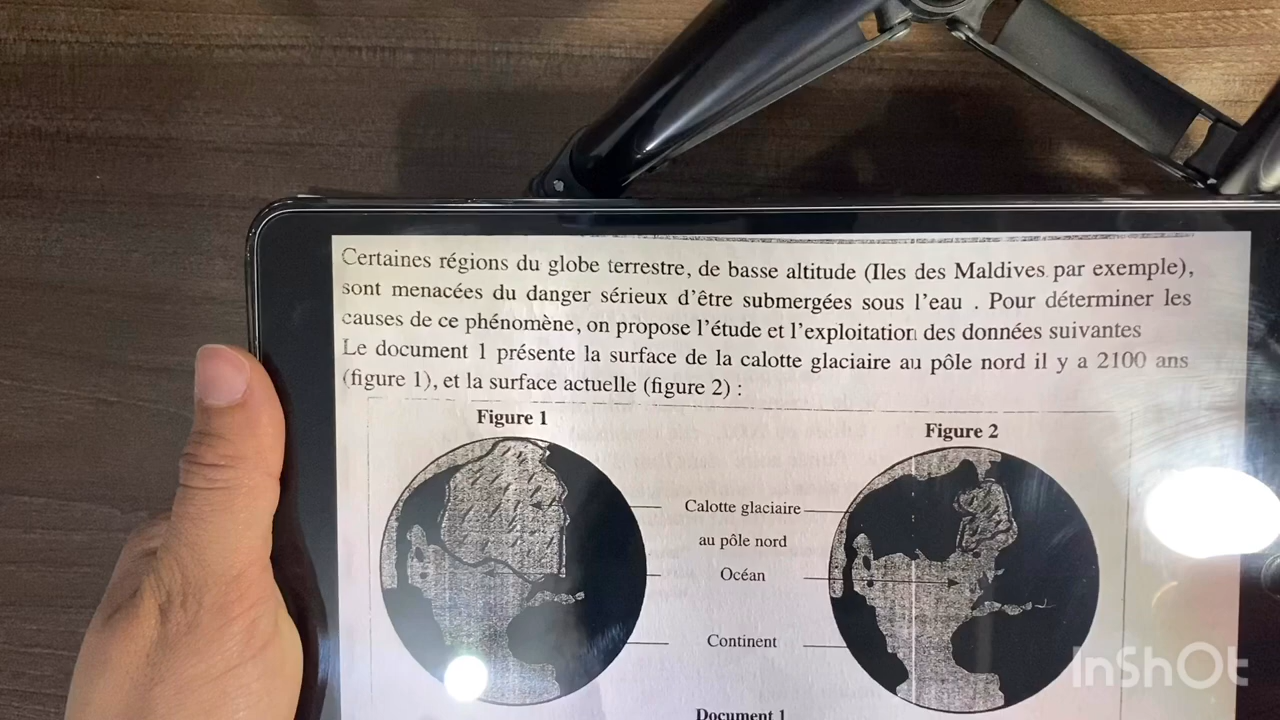 Certaines régions du globe terrestre, de basse altitude (Iles des Maldives par exemple),
sont menacées du danger sérieux d'être submergées sous l'eau . Pour déterminer les
causes de ce phénomène, on propose l'étude et l'exploitation des données suivantes
Le document 1 présente la surface de la calotte glaciaire au pôle nord il y a 2100 ans
(figure 1), et la surface actuelle (figure 2) :
Figure 1
Figure 2
Calotte glaciaire
au pôle nord
Océan
Continent
Document 1
InShOt